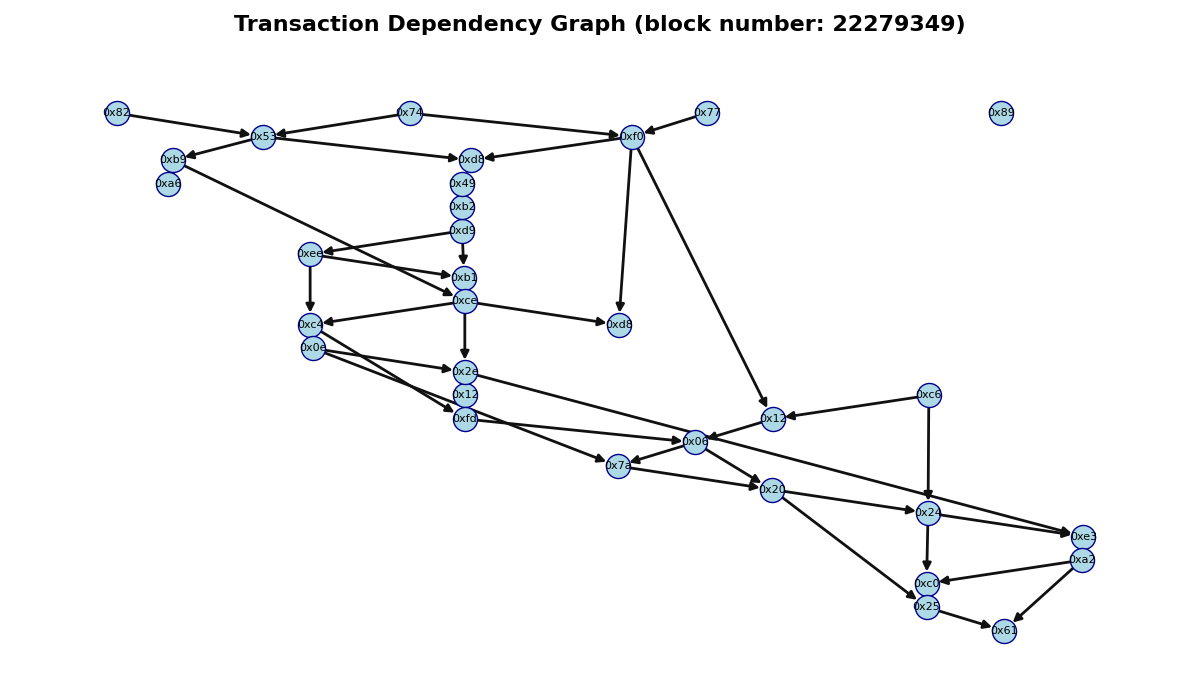 Transaction Dependency Graph (block number: 22279349)
0x82
0x74
0x77
0x89
0x53
0xf0
0xb9
0xd8
0xa6
0x49
0xb2
0xd9
0xee
0xb1
0xce
0xc4
0xd8
0x0e
0x2e
0x12
0xc6
0xfd
0x12
0x06
0x7a
0x20
0x24
0xe3
0xa2
0xc0
0x25
0x61